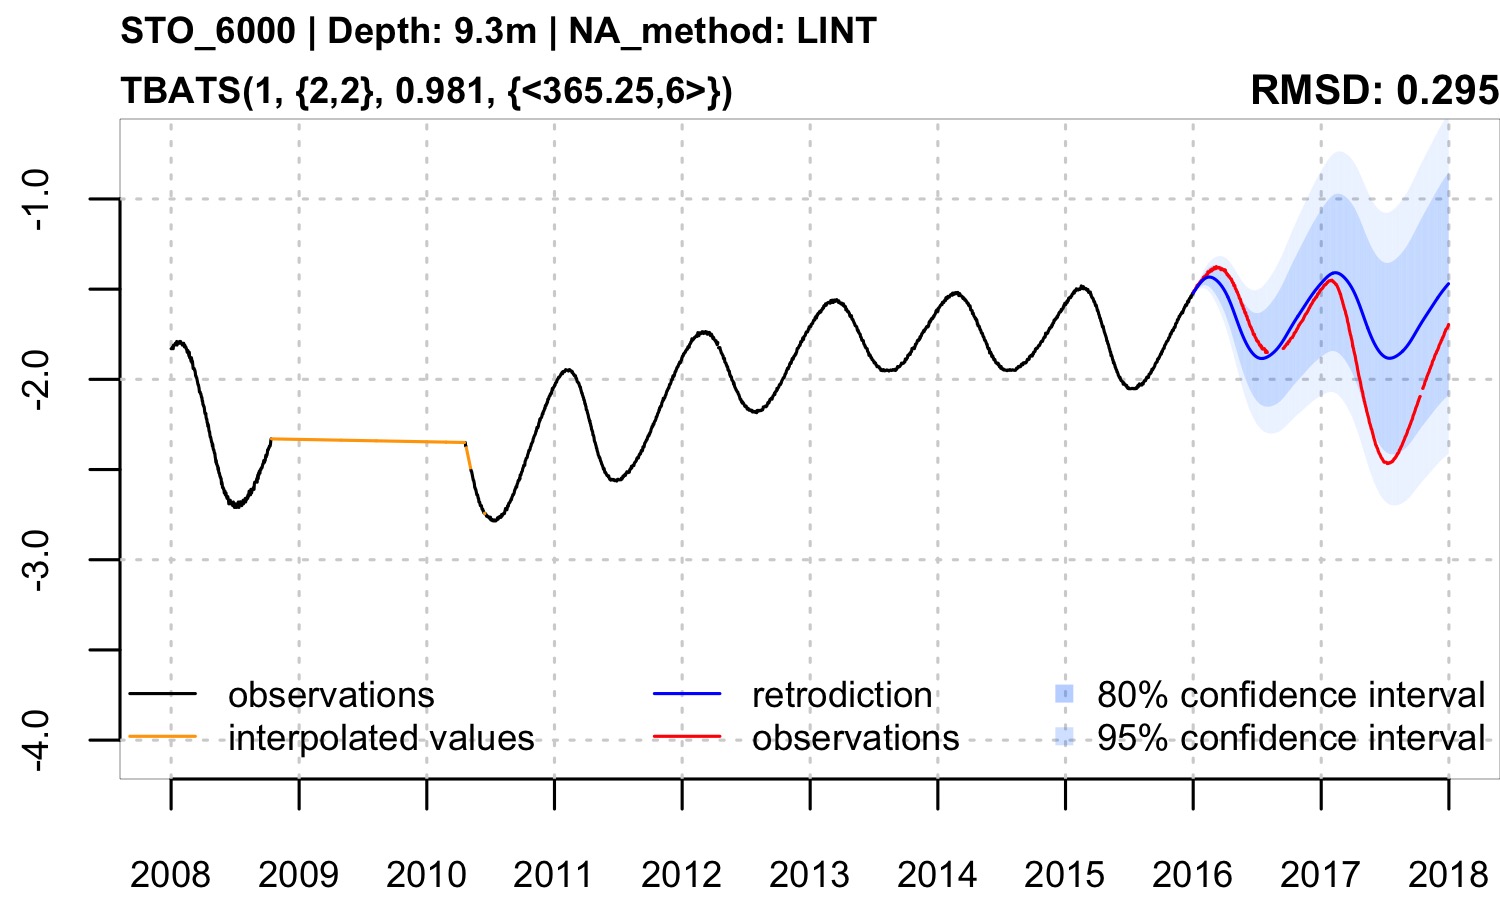 STO_6000 | Depth: 9.3m | NA_method: LINT
TBATS(1, {2,2}, 0.981, {<365.25,6>})
RMSD: 0.295
-1.0
-2.0
-3.0
-4.0
observations
interpolated values
retrodiction
observations
80% confidence interval
95% confidence interval
2008 2009 2010 2011 2012 2013 2014 2015 2016 2017 2018